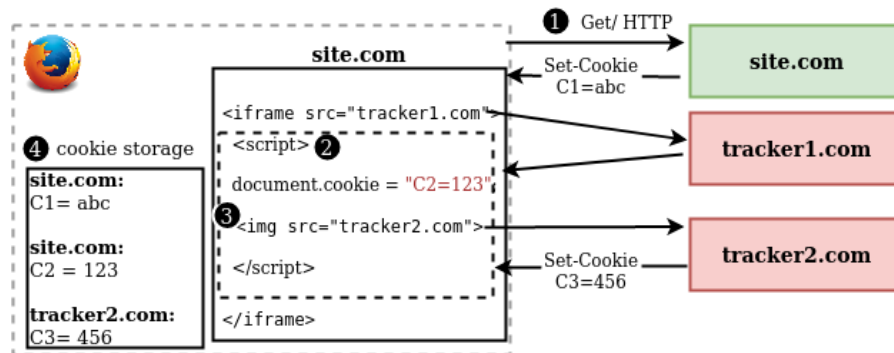 1 Get/ HTTP
site.com
site.com
Set-Cookie
C1=abc
<iframe src="tracker1.com">
tracker1.com
<script> 2
4 cookie storage
document.cookie = "C2=123",
site.com:
C1= abc
3 <img src="tracker2.com">
tracker2.com
site.com:
C2 = 123
</script>
Set-Cookie
C3=456
tracker2.com:
C3= 456
</iframe>